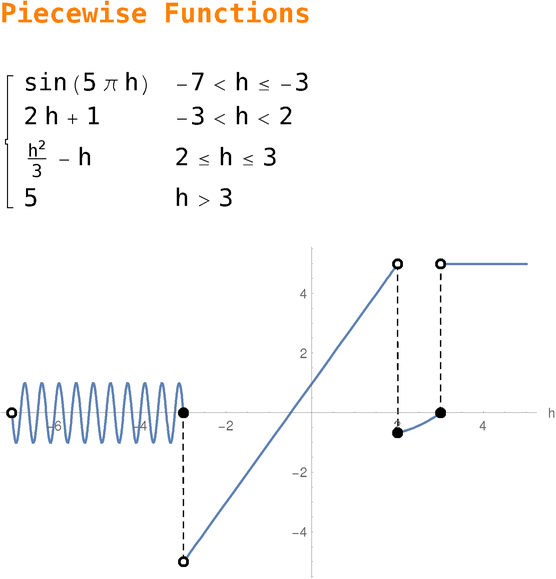 Piecewise Functions
sin(5 π h) −7 < h ≤ −3
2 h + 1 −3 < h < 2
h²/3 − h 2 ≤ h ≤ 3
5 h > 3
4
2
−6 −4 −2 2 4 h
−2
−4